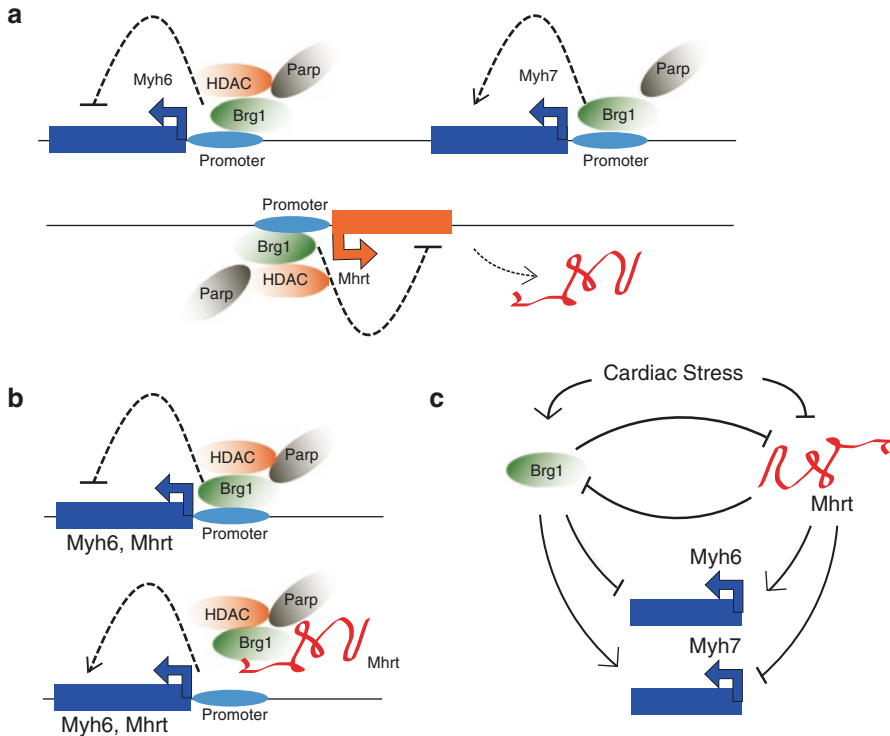 a
Myh6
HDAC
Parp
Brg1
Promoter
Myh7
Parp
Brg1
Promoter
Promoter
Brg1
HDAC
Parp
Mhrt
b
HDAC
Parp
Brg1
Promoter
Myh6, Mhrt
HDAC
Parp
Brg1
Mhrt
Promoter
Myh6, Mhrt
c
Cardiac Stress
Brg1
Mhrt
Myh6
Myh7